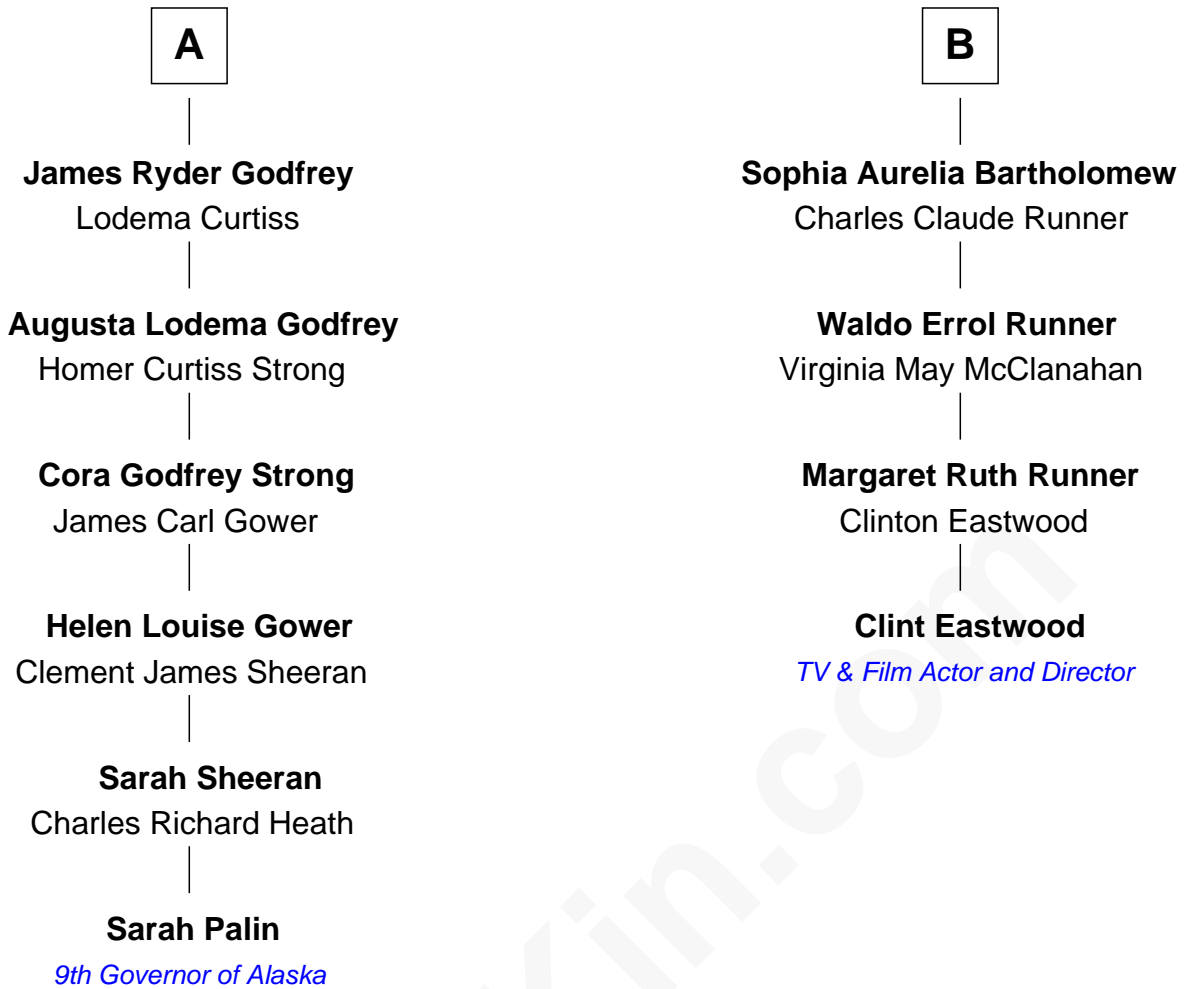 A
James Ryder Godfrey
Lodema Curtiss
Augusta Lodema Godfrey
Homer Curtiss Strong
Cora Godfrey Strong
James Carl Gower
Helen Louise Gower
Clement James Sheeran
Sarah Sheeran
Charles Richard Heath
Sarah Palin
9th Governor of Alaska
B
Sophia Aurelia Bartholomew
Charles Claude Runner
Waldo Errol Runner
Virginia May McClanahan
Margaret Ruth Runner
Clinton Eastwood
Clint Eastwood
TV & Film Actor and Director